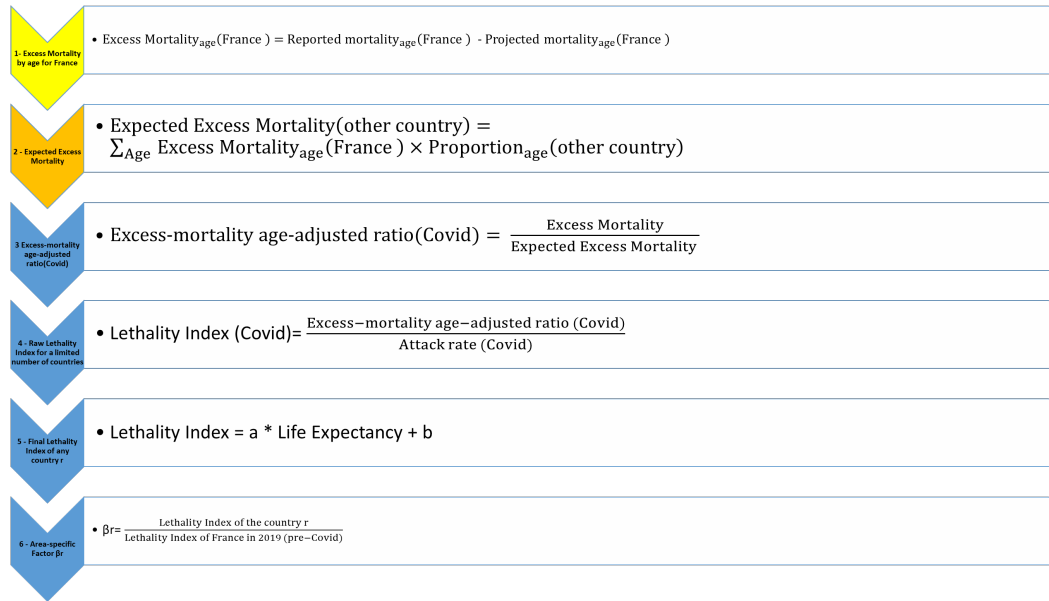 1- Excess Mortality
by age for France
• Excess Mortality_age(France ) = Reported mortality_age(France ) - Projected mortality_age(France )
2 - Expected Excess
Mortality
• Expected Excess Mortality(other country) =
∑_Age Excess Mortality_age(France ) × Proportion_age(other country)
3 Excess-mortality
age-adjusted
ratio(Covid)
• Excess-mortality age-adjusted ratio(Covid) =
Excess Mortality
Expected Excess Mortality
4 - Raw Lethality
Index for a limited
number of countries
• Lethality Index (Covid)=
Excess−mortality age−adjusted ratio (Covid)
Attack rate (Covid)
5 - Final Lethality
Index of any
country r
• Lethality Index = a * Life Expectancy + b
6 - Area-specific
Factor βr
• βr=
Lethality Index of the country r
Lethality Index of France in 2019 (pre−Covid)